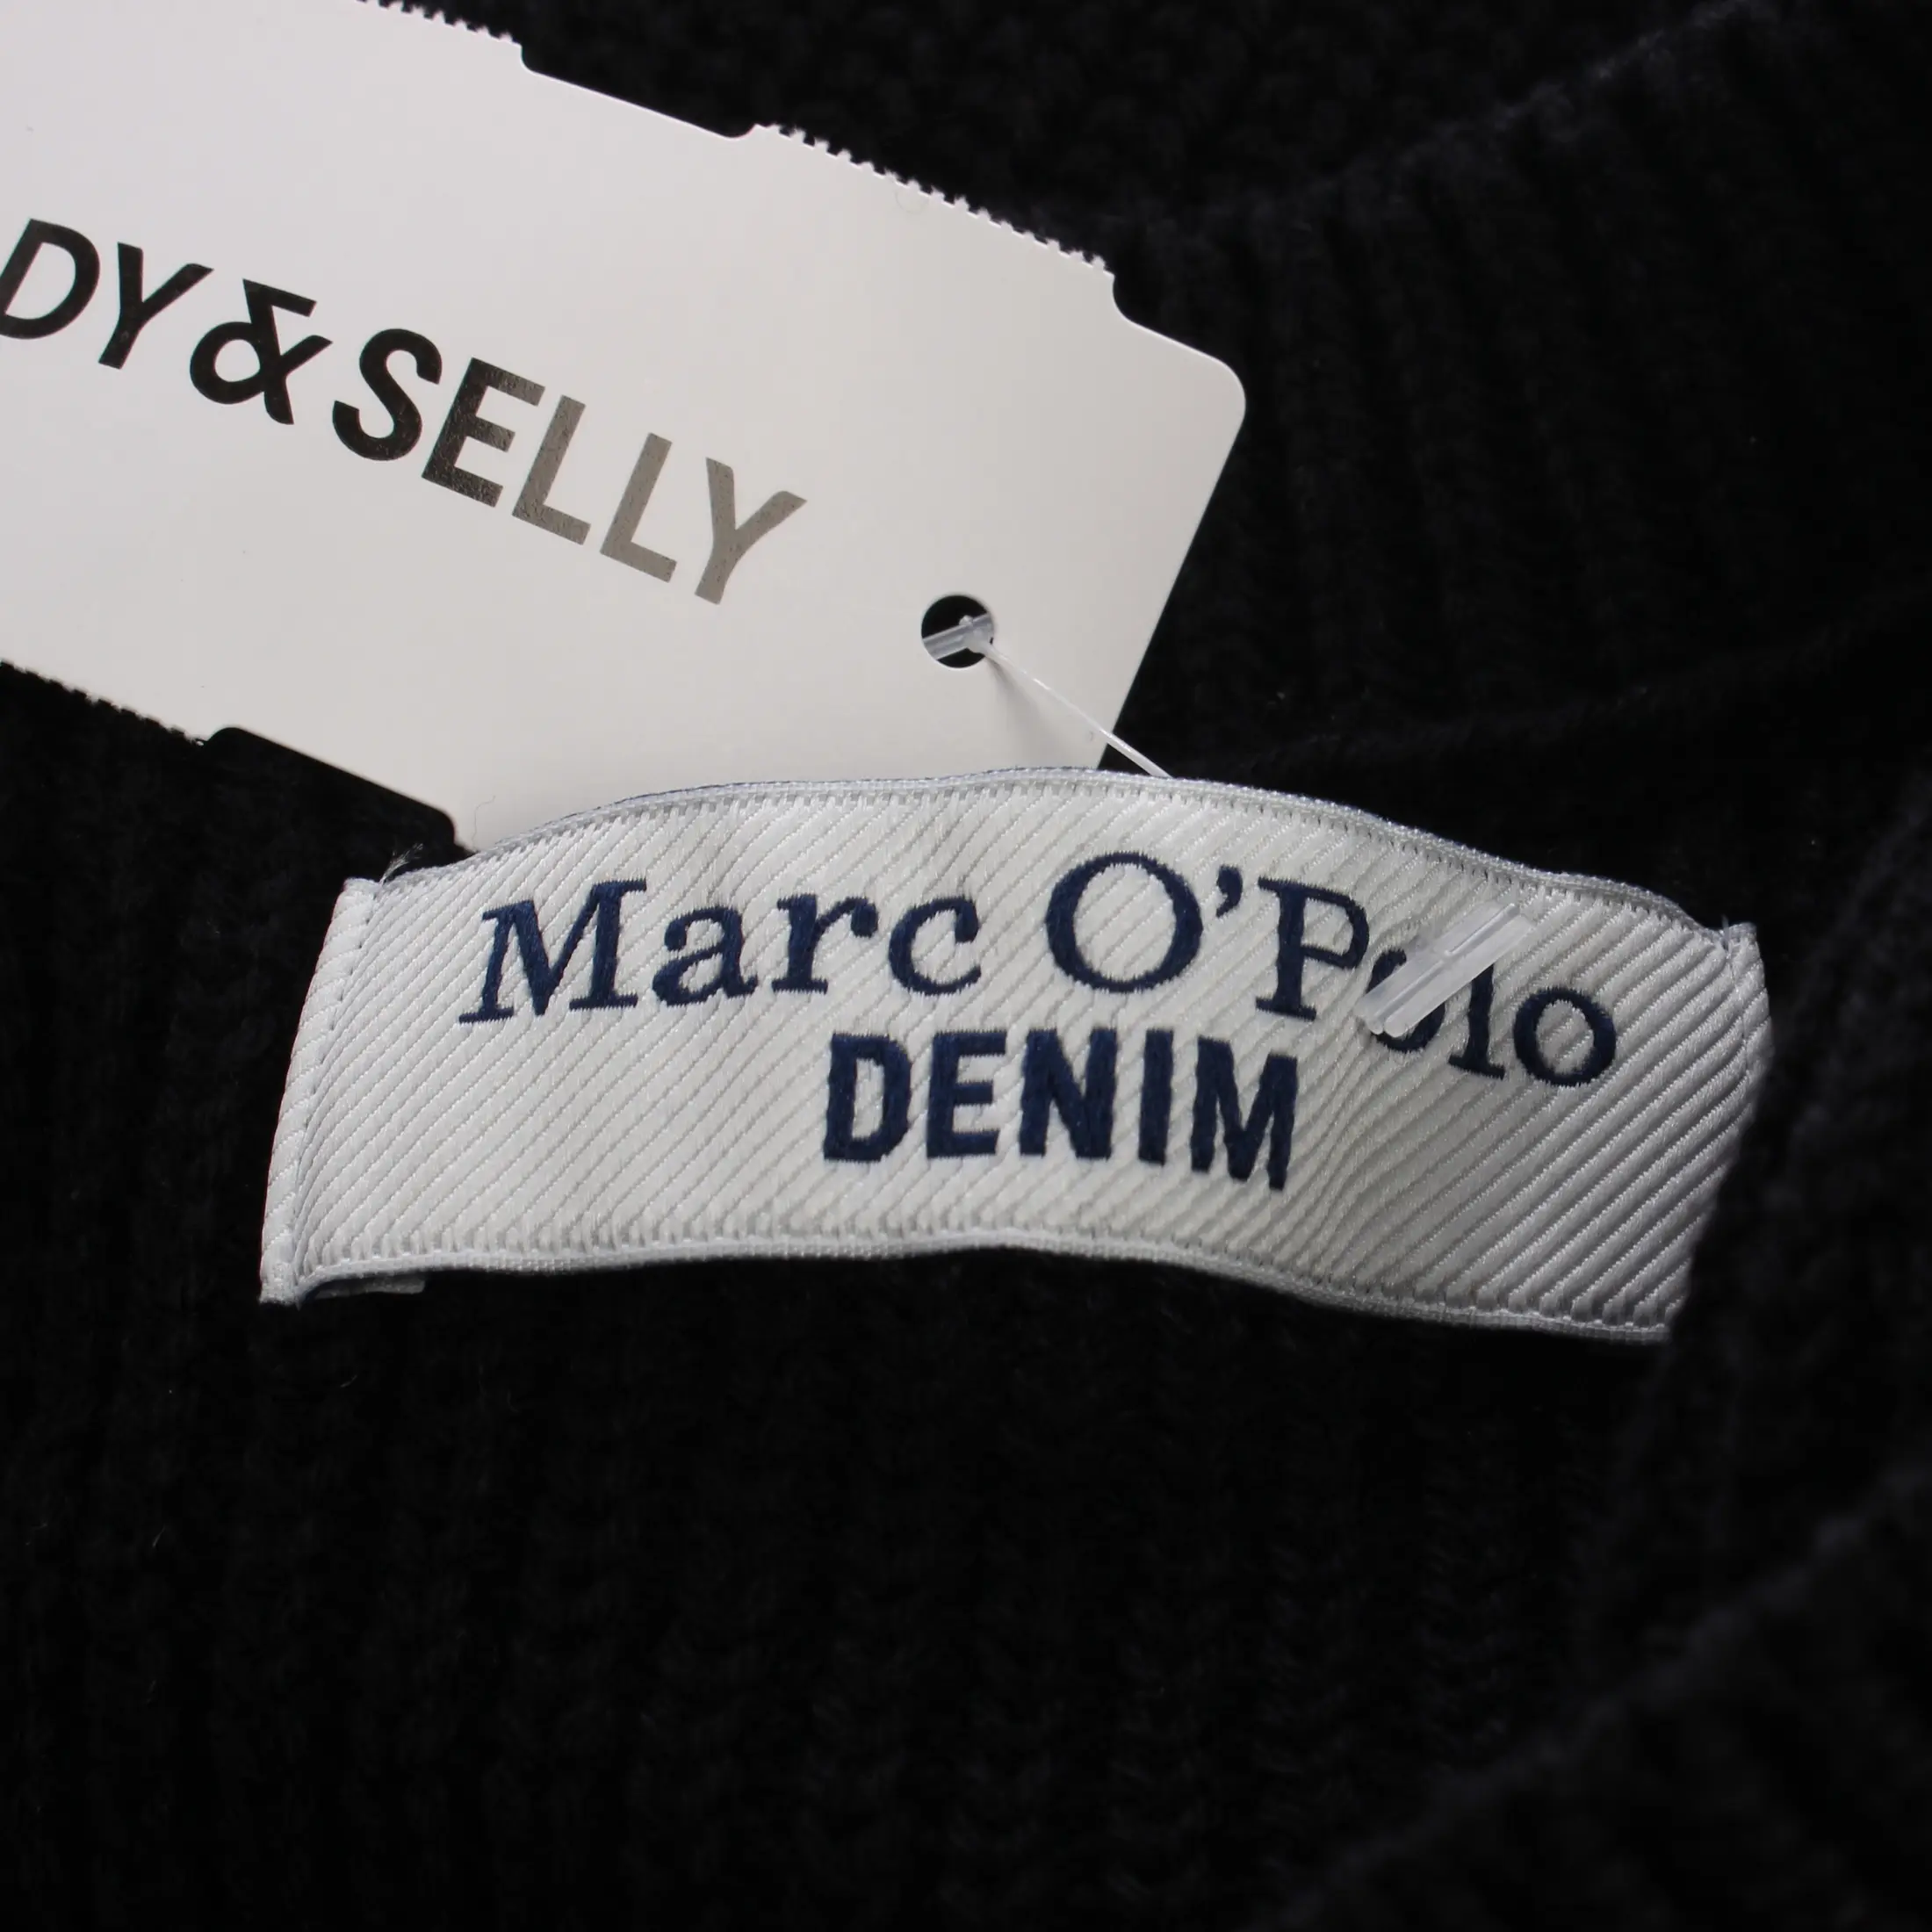 DY & SELLY
Marc O'Polo
DENIM